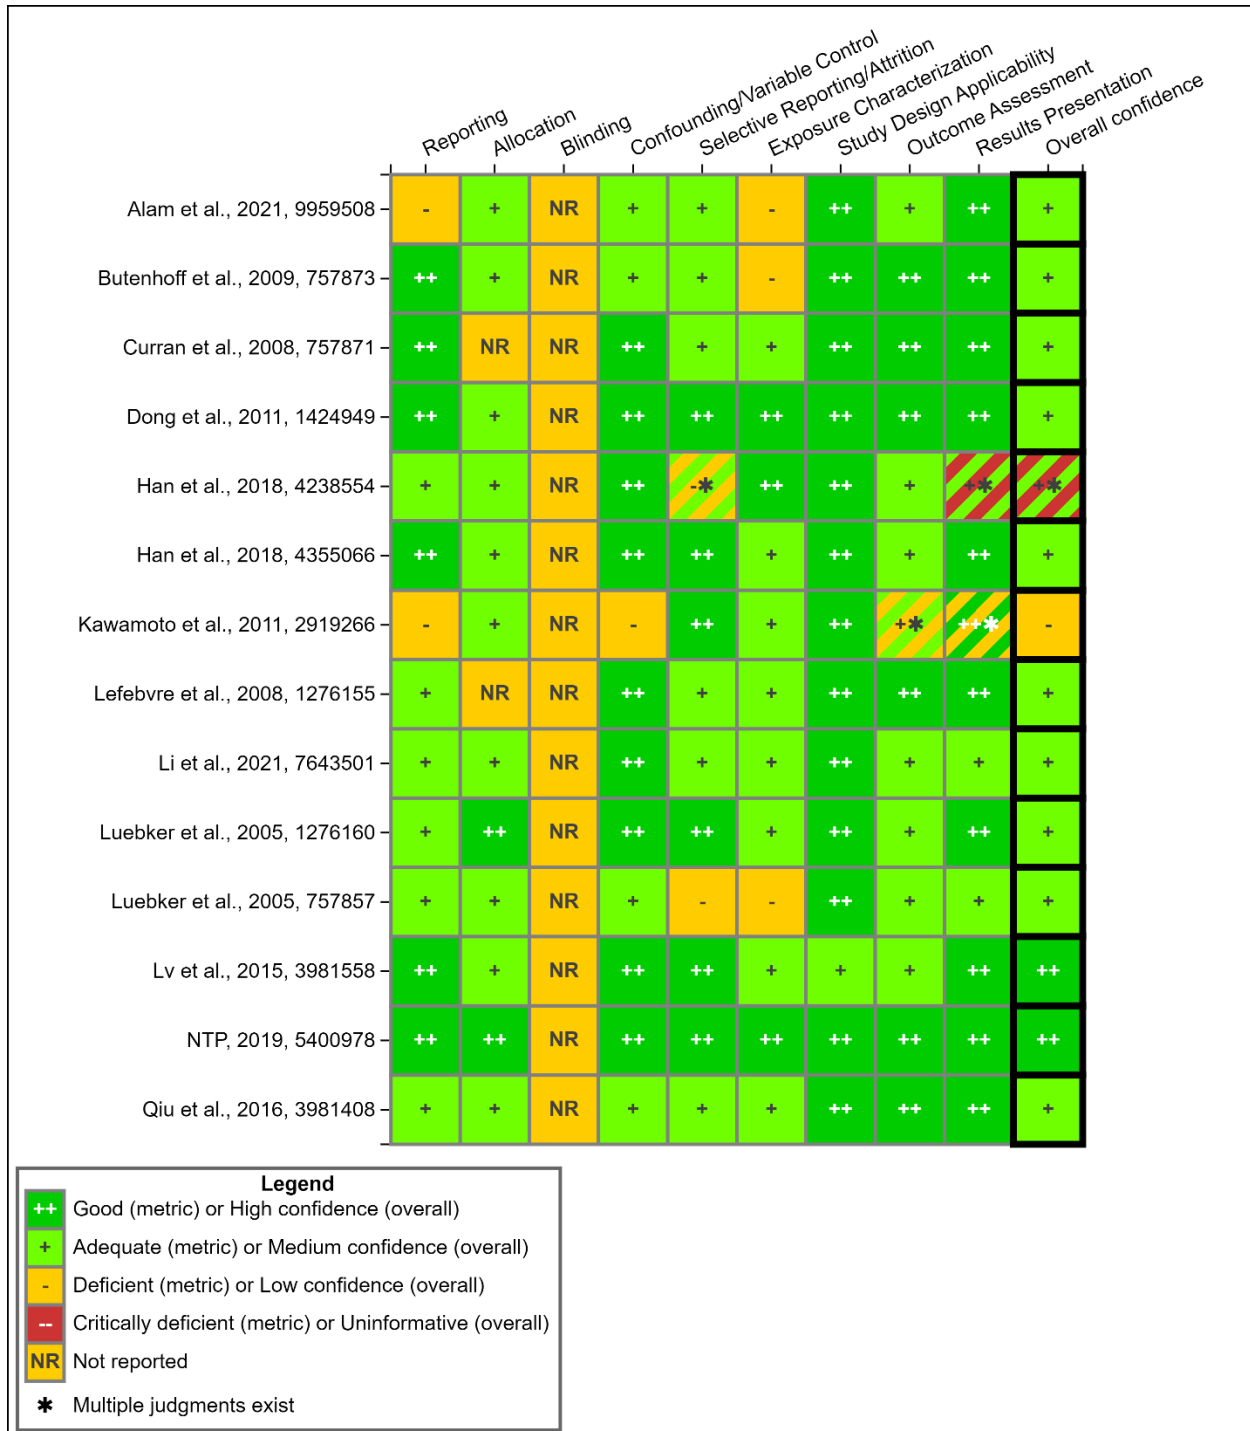 Reporting
Allocation
Blinding
Confounding/Variable Control
Selective Reporting/Attrition
Exposure Characterization
Study Design Applicability
Outcome Assessment
Results Presentation
Overall confidence
Alam et al., 2021, 9959508 - + NR + + - ++ + ++ +
Butenhoff et al., 2009, 757873 ++ + NR + + - ++ ++ ++ +
Curran et al., 2008, 757871 ++ NR NR ++ + + ++ ++ ++ +
Dong et al., 2011, 1424949 ++ + NR ++ ++ ++ ++ ++ ++ +
Han et al., 2018, 4238554 + + NR ++ -✱ ++ ++ + +✱ +✱
Han et al., 2018, 4355066 ++ + NR ++ ++ + ++ + ++ +
Kawamoto et al., 2011, 2919266 - + NR - ++ + ++ +✱ ++✱ -
Lefebvre et al., 2008, 1276155 + NR NR ++ + + ++ ++ ++ +
Li et al., 2021, 7643501 + + NR ++ + + ++ + + +
Luebker et al., 2005, 1276160 + ++ NR ++ ++ + ++ + ++ +
Luebker et al., 2005, 757857 + + NR + - - ++ + + +
Lv et al., 2015, 3981558 ++ + NR ++ ++ + + + ++ ++
NTP, 2019, 5400978 ++ ++ NR ++ ++ ++ ++ ++ ++ ++
Qiu et al., 2016, 3981408 + + NR + + + ++ ++ ++ +
Legend
++ Good (metric) or High confidence (overall)
+ Adequate (metric) or Medium confidence (overall)
- Deficient (metric) or Low confidence (overall)
-- Critically deficient (metric) or Uninformative (overall)
NR Not reported
✱ Multiple judgments exist